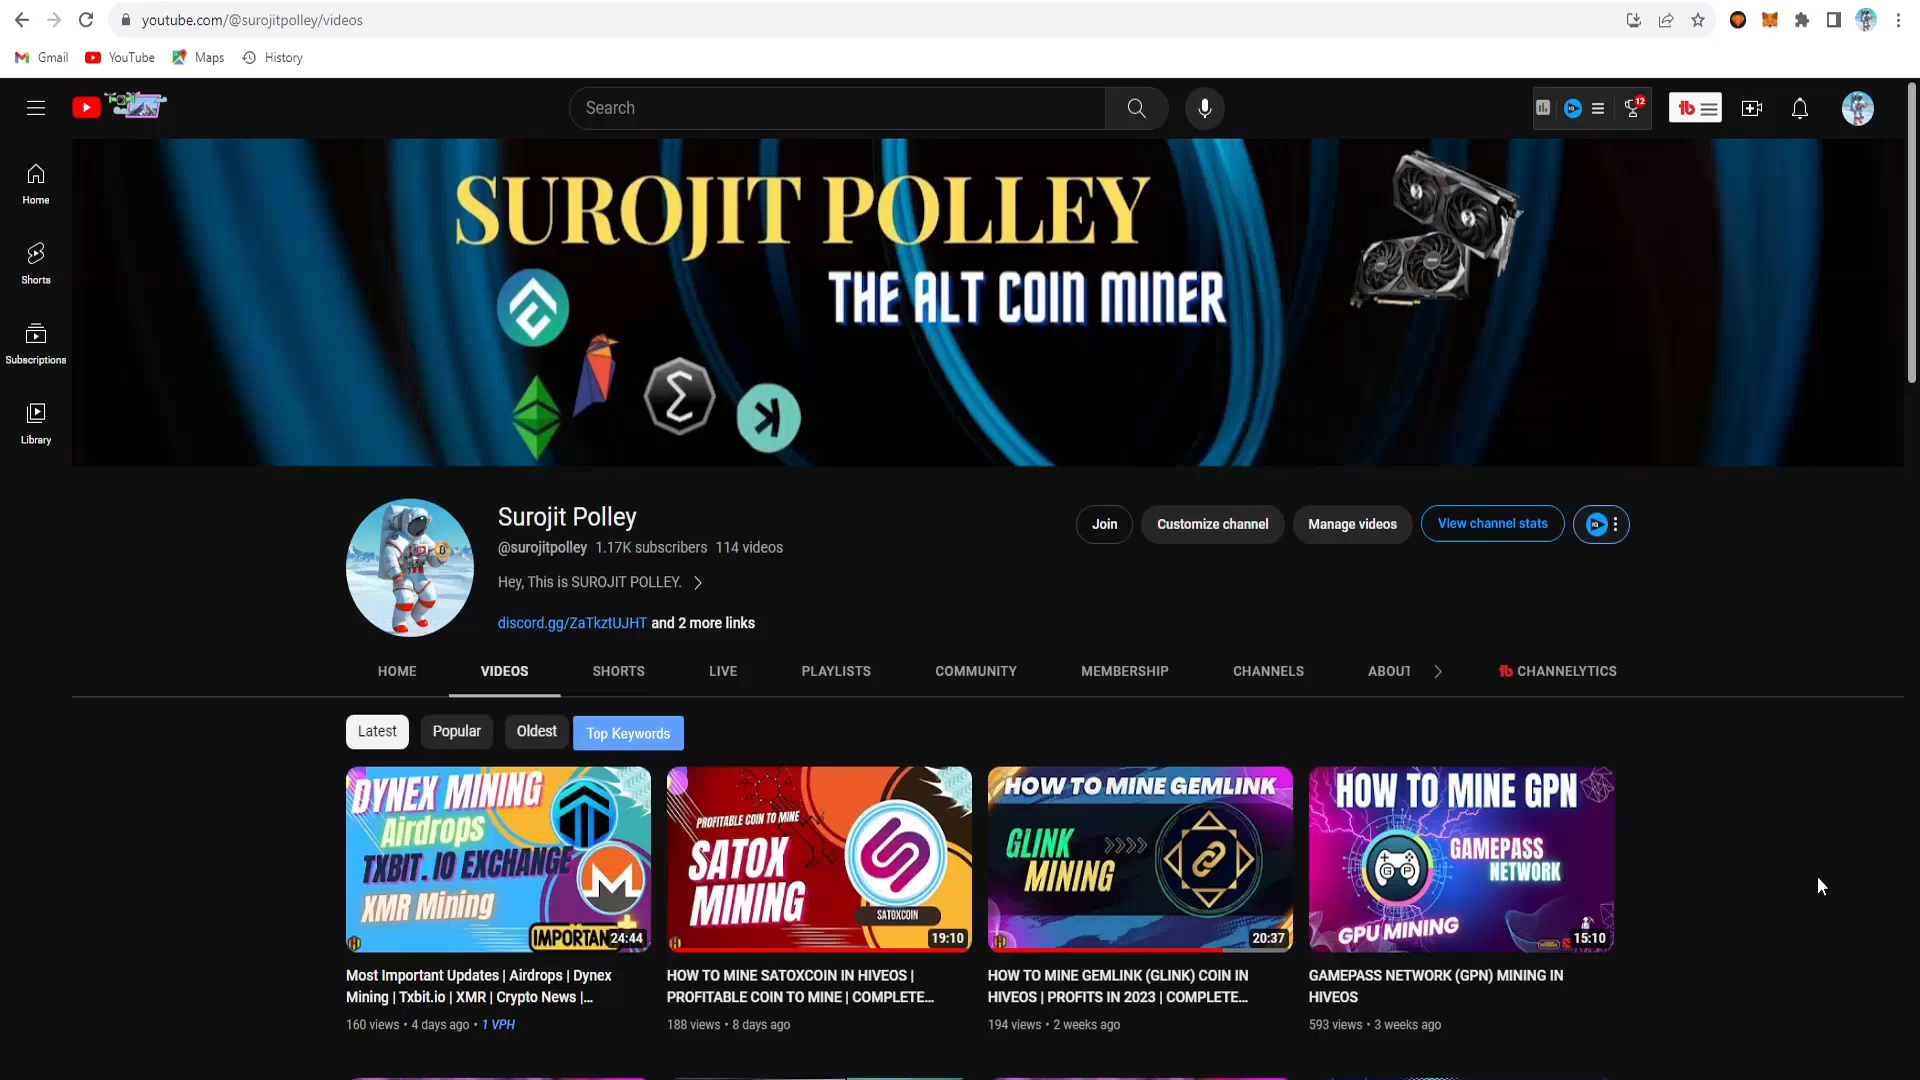 youtube.com/@surojitpolley/videos
Gmail
YouTube
Maps
History
Search
12
Home
Shorts
Subscriptions
Library
SUROJIT POLLEY
THE ALT COIN MINER
Surojit Polley
@surojitpolley 1.17K subscribers 114 videos
Hey, This is SUROJIT POLLEY.
discord.gg/ZaTkztUJHT and 2 more links
Join
Customize channel
Manage videos
View channel stats
HOME
VIDEOS
SHORTS
LIVE
PLAYLISTS
COMMUNITY
MEMBERSHIP
CHANNELS
ABOUT
CHANNELYTICS
Latest
Popular
Oldest
Top Keywords
DYNEX MINING
Airdrops
TXBIT. IO EXCHANGE
XMR Mining
IMPORTAN
24:44
Most Important Updates | Airdrops | Dynex
Mining | Txbit.io | XMR | Crypto News |...
160 views • 4 days ago • 1 VPH
PROFITABLE COIN TO MINE
SATOX
MINING
SATOXCOIN
19:10
HOW TO MINE SATOXCOIN IN HIVEOS |
PROFITABLE COIN TO MINE | COMPLETE...
188 views • 8 days ago
HOW TO MINE GEMLINK
GLINK
MINING
20:37
HOW TO MINE GEMLINK (GLINK) COIN IN
HIVEOS | PROFITS IN 2023 | COMPLETE...
194 views • 2 weeks ago
HOW TO MINE GPN
GAMEPASS
NETWORK
G P
GPU MINING
15:10
GAMEPASS NETWORK (GPN) MINING IN
HIVEOS
593 views • 3 weeks ago